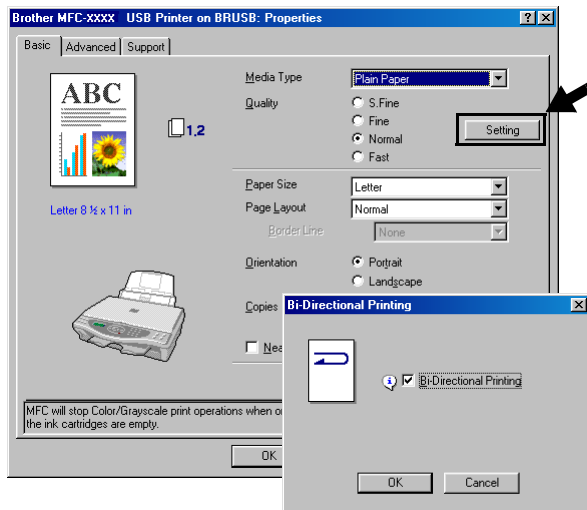 Brother MFC-XXXX USB Printer on BRUSB: Properties
Basic Advanced Support
ABC
1,2
Letter 8 ½ x 11 in
Media Type Plain Paper
Quality S.Fine
Fine
Normal
Fast
Setting
Paper Size Letter
Page Layout Normal
Border Line None
Orientation Portrait
Landscape
Copies
MFC will stop Color/Grayscale print operations when
the ink cartridges are empty.
OK
Bi-Directional Printing
Bi-Directional Printing
OK Cancel